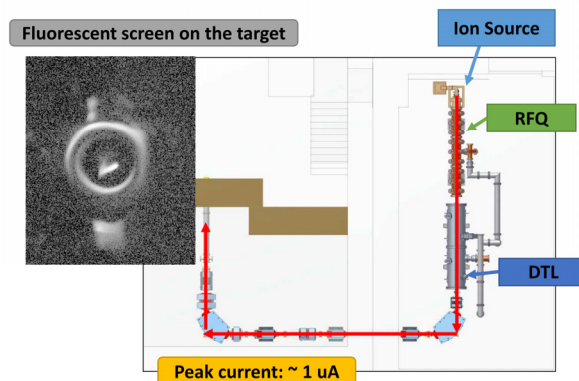 Fluorescent screen on the target
Ion Source
RFQ
DTL
Peak current: ~ 1 uA